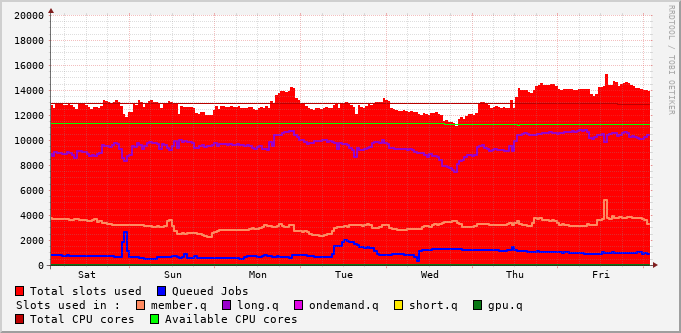 20000
18000
16000
14000
12000
10000
8000
6000
4000
2000
0
Sat Sun Mon Tue Wed Thu Fri
RRDTOOL / TOBI OETIKER
Total slots used Queued Jobs
Slots used in : member.q long.q ondemand.q short.q gpu.q
Total CPU cores Available CPU cores